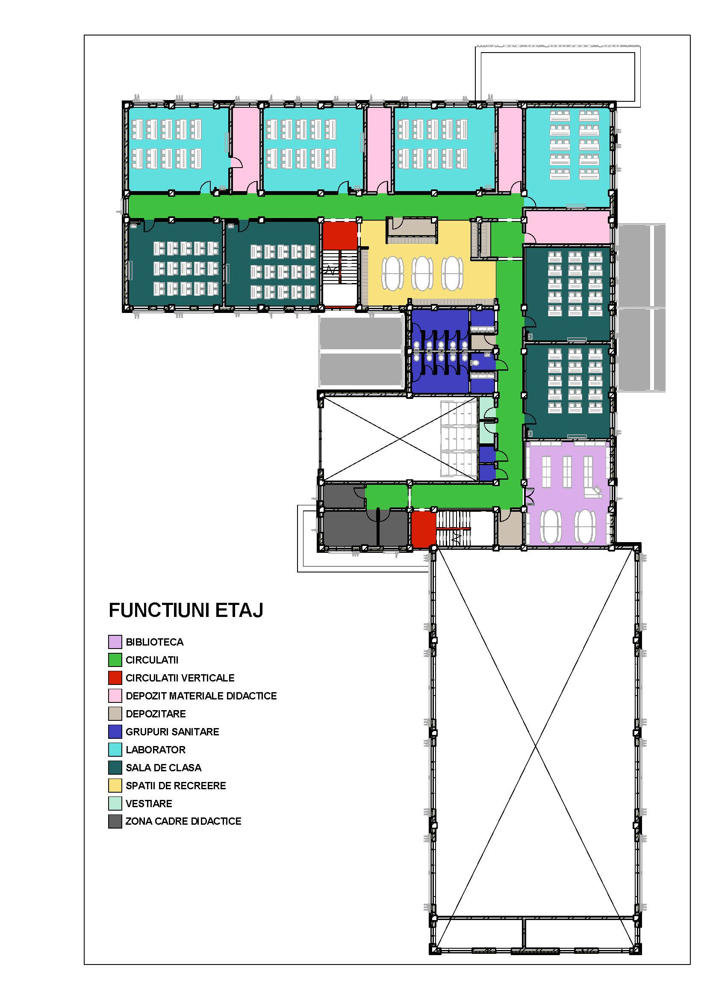 FUNCTIUNI ETAJ
BIBLIOTECA
CIRCULATII
CIRCULATII VERTICALE
DEPOZIT MATERIALE DIDACTICE
DEPOZITARE
GRUPURI SANITARE
LABORATOR
SALA DE CLASA
SPATII DE RECREERE
VESTIARE
ZONA CADRE DIDACTICE